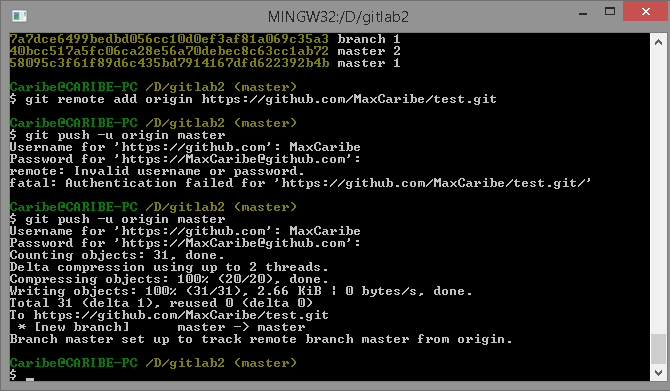 MINGW32:/D/gitlab2
7a7dce6499bedbd056cc10d0ef3af81a069c35a3 branch 1
40bcc517a5fc06ca28e56a70debec8c63cc1ab72 master 2
58095c3f61f89d6c435bd7914167dfd622392b4b master 1
Caribe@CARIBE-PC /D/gitlab2 (master)
$ git remote add origin https://github.com/MaxCaribe/test.git
Caribe@CARIBE-PC /D/gitlab2 (master)
$ git push -u origin master
Username for 'https://github.com': MaxCaribe
Password for 'https://MaxCaribe@github.com':
remote: Invalid username or password.
fatal: Authentication failed for 'https://github.com/MaxCaribe/test.git/'
Caribe@CARIBE-PC /D/gitlab2 (master)
$ git push -u origin master
Username for 'https://github.com': MaxCaribe
Password for 'https://MaxCaribe@github.com':
Counting objects: 31, done.
Delta compression using up to 2 threads.
Compressing objects: 100% (20/20), done.
Writing objects: 100% (31/31), 2.66 KiB | 0 bytes/s, done.
Total 31 (delta 1), reused 0 (delta 0)
To https://github.com/MaxCaribe/test.git
 * [new branch]      master -> master
Branch master set up to track remote branch master from origin.
Caribe@CARIBE-PC /D/gitlab2 (master)
$ _